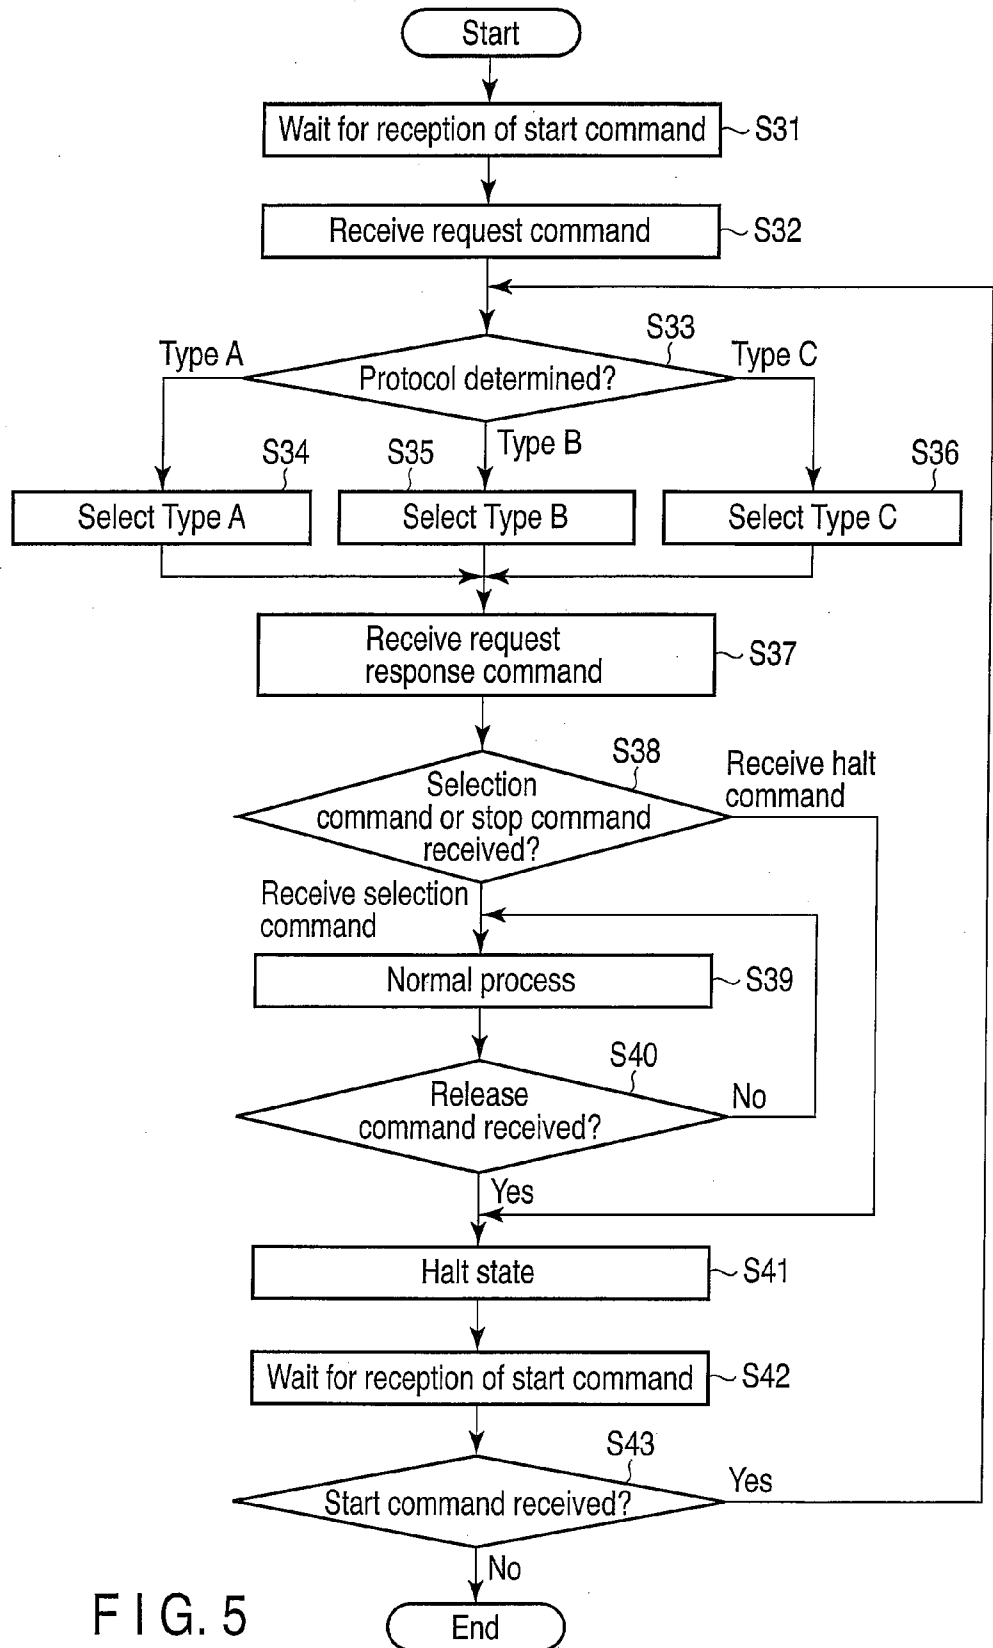 Start
Wait for reception of start command
S31
Receive request command
S32
S33
Type A
Protocol determined?
Type C
Type B
S34
S35
S36
Select Type A
Select Type B
Select Type C
Receive request
response command
S37
S38
Selection
command or stop command
received?
Receive halt
command
Receive selection
command
Normal process
S39
S40
Release
command received?
No
Yes
Halt state
S41
Wait for reception of start command
S42
S43
Start command received?
Yes
No
End
FIG. 5